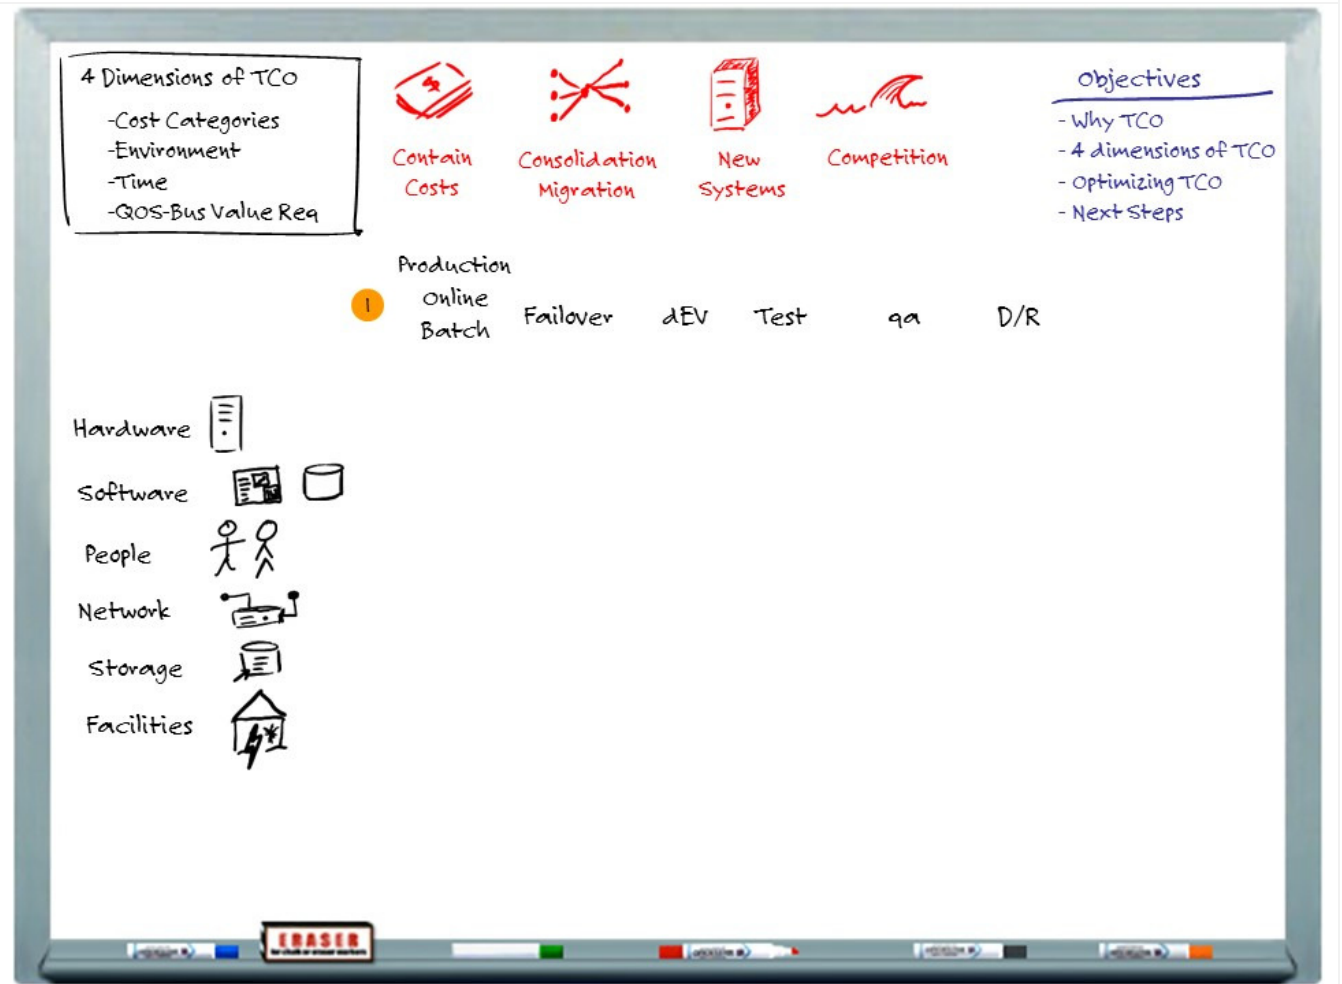 4 Dimensions of TCO
-Cost Categories
-Environment
-Time
-QOS-Bus Value Req
$
Contain
Costs
Consolidation
Migration
New
Systems
Competition
Objectives
- Why TCO
- 4 dimensions of TCO
- Optimizing TCO
- Next Steps
1
Production
Online
Batch
Failover
dEV
Test
qa
D/R
Hardware
Software
People
Network
Storage
Facilities
ERASER